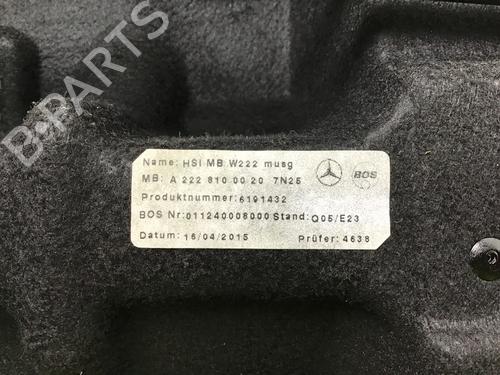 B-PARTS
Name: HSI MB W222 musg
MB: A 222 810 00 20 7N25
BOS
Produktnummer:6191432
BOS Nr:011240008000 Stand:Q05/E23
Datum: 16/04/2015 Prüfer: 4638